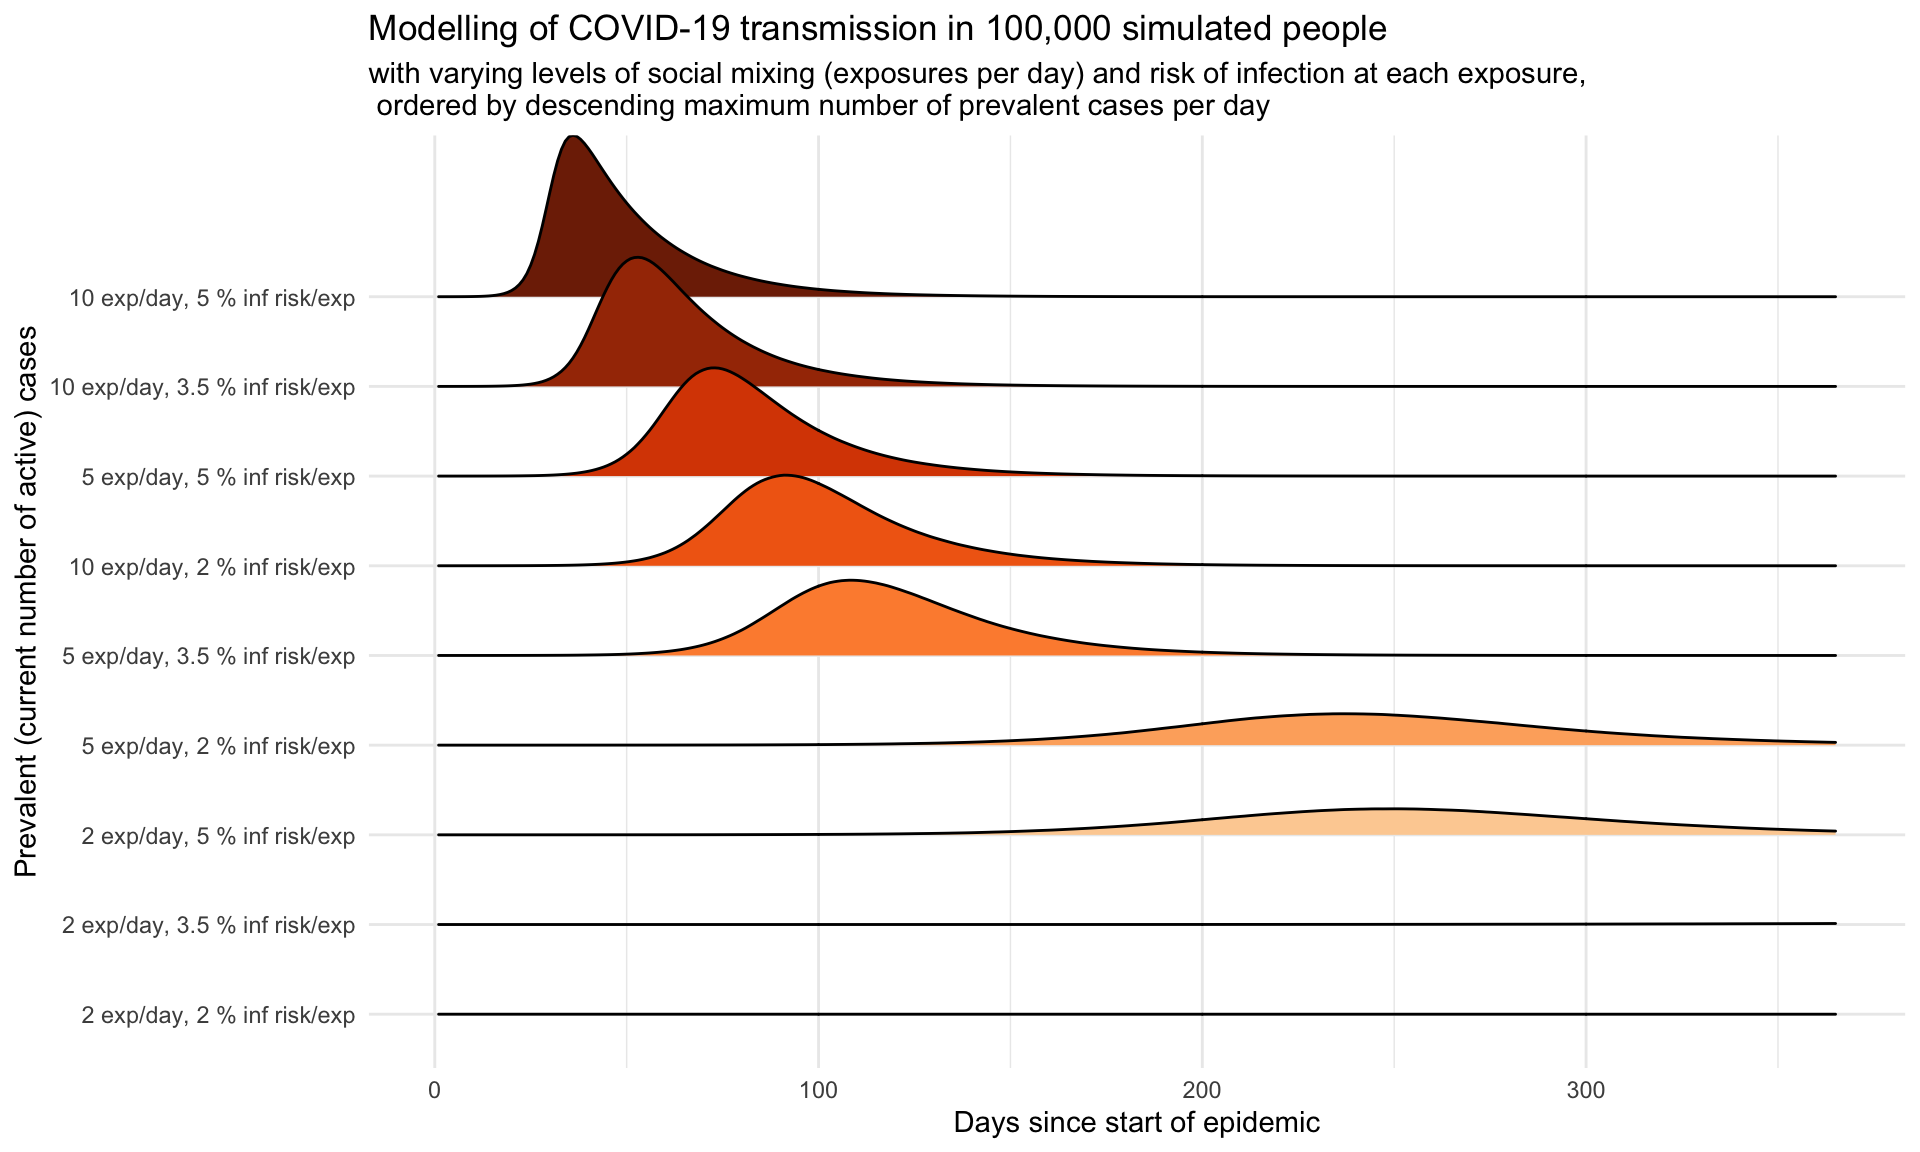 Modelling of COVID-19 transmission in 100,000 simulated people
with varying levels of social mixing (exposures per day) and risk of infection at each exposure,
ordered by descending maximum number of prevalent cases per day
Prevalent (current number of active) cases
10 exp/day, 5 % inf risk/exp
10 exp/day, 3.5 % inf risk/exp
5 exp/day, 5 % inf risk/exp
10 exp/day, 2 % inf risk/exp
5 exp/day, 3.5 % inf risk/exp
5 exp/day, 2 % inf risk/exp
2 exp/day, 5 % inf risk/exp
2 exp/day, 3.5 % inf risk/exp
2 exp/day, 2 % inf risk/exp
0 100 200 300
Days since start of epidemic